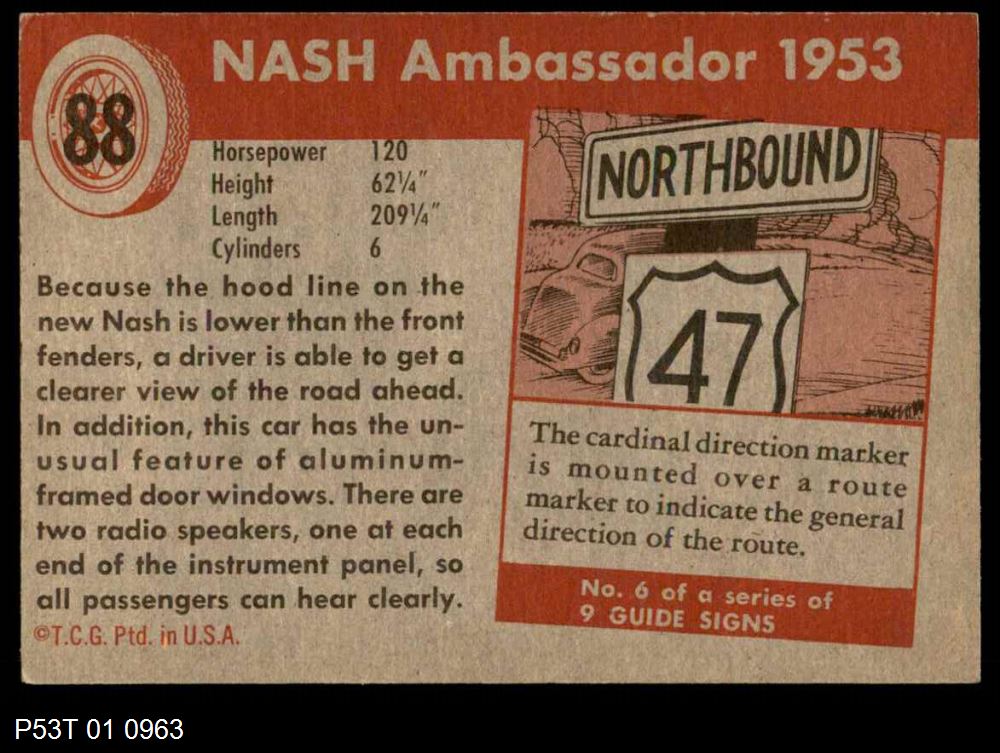 88
NASH Ambassador 1953
Horsepower 120
Height 62¼"
Length 209¼"
Cylinders 6
Because the hood line on the
new Nash is lower than the front
fenders, a driver is able to get a
clearer view of the road ahead.
In addition, this car has the un-
usual feature of aluminum-
framed door windows. There are
two radio speakers, one at each
end of the instrument panel, so
all passengers can hear clearly.
©T.C.G. Ptd. in U.S.A.
NORTHBOUND
47
The cardinal direction marker
is mounted over a route
marker to indicate the general
direction of the route.
No. 6 of a series of
9 GUIDE SIGNS
P53T 01 0963